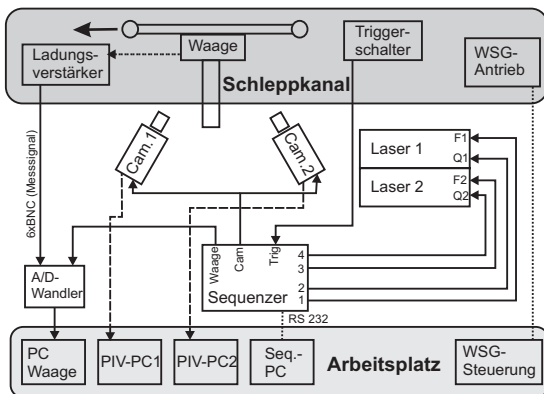 Ladungs-
verstärker
Waage
Trigger-
schalter
WSG-
Antrieb
Schleppkanal
Cam.1
Cam.2
Laser 1
F1
Q1
Laser 2
F2
Q2
6xBNC (Messsignal)
Waage
Cam
Trig
4
3
2
1
Sequenzer
A/D-
Wandler
RS 232
PC
Waage
PIV-PC1
PIV-PC2
Seq.-
PC
Arbeitsplatz
WSG-
Steuerung